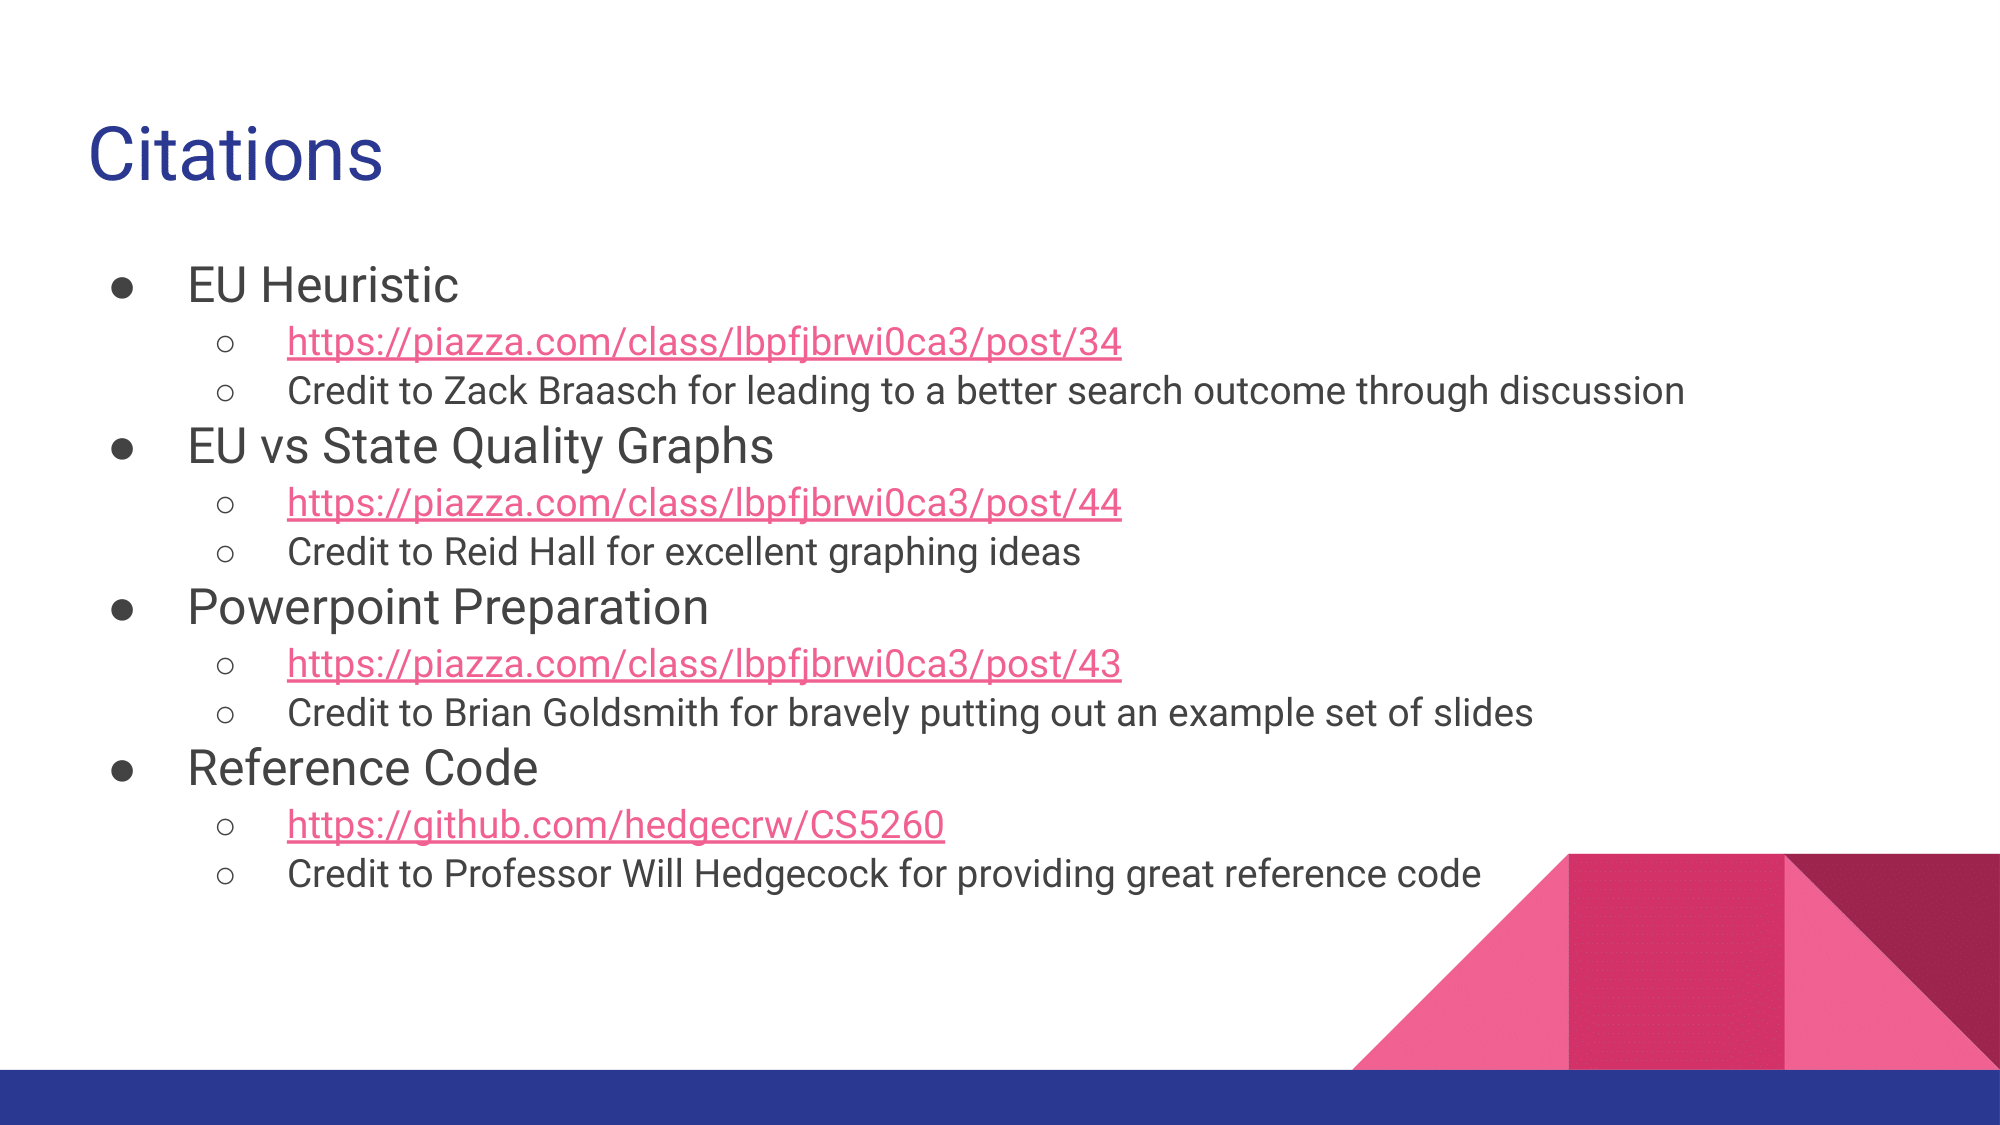 Citations
● EU Heuristic
○ https://piazza.com/class/lbpfjbrwi0ca3/post/34
○ Credit to Zack Braasch for leading to a better search outcome through discussion
● EU vs State Quality Graphs
○ https://piazza.com/class/lbpfjbrwi0ca3/post/44
○ Credit to Reid Hall for excellent graphing ideas
● Powerpoint Preparation
○ https://piazza.com/class/lbpfjbrwi0ca3/post/43
○ Credit to Brian Goldsmith for bravely putting out an example set of slides
● Reference Code
○ https://github.com/hedgecrw/CS5260
○ Credit to Professor Will Hedgecock for providing great reference code